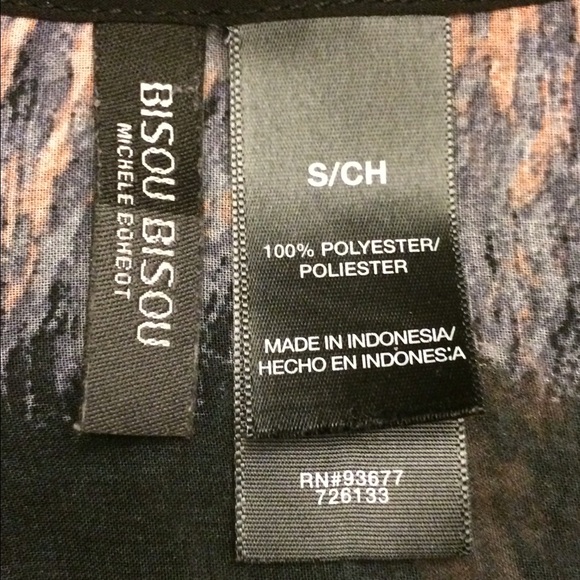 BISOU BISOU
MICHELE BOHBOT
S/CH
100% POLYESTER/
POLIESTER
MADE IN INDONESIA/
HECHO EN INDONESIA
RN#93677
726133